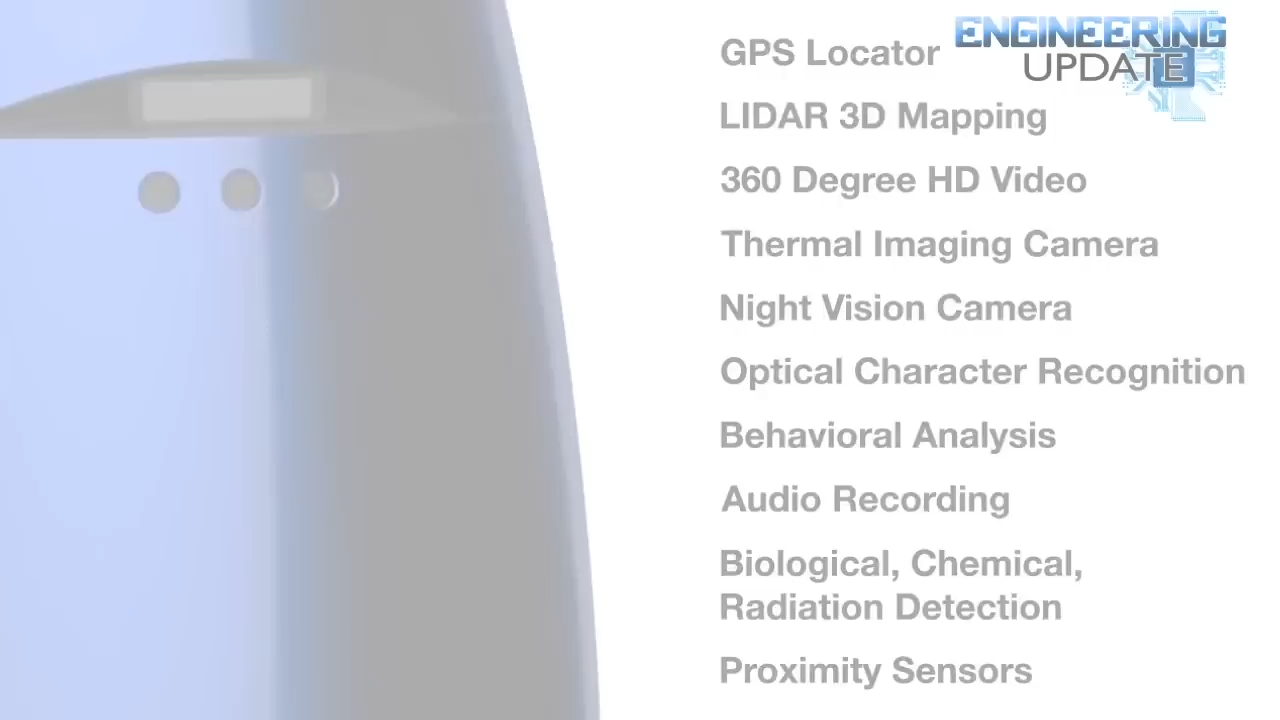 GPS Locator
ENGINEERING
UPDATE
LIDAR 3D Mapping
360 Degree HD Video
Thermal Imaging Camera
Night Vision Camera
Optical Character Recognition
Behavioral Analysis
Audio Recording
Biological, Chemical,
Radiation Detection
Proximity Sensors